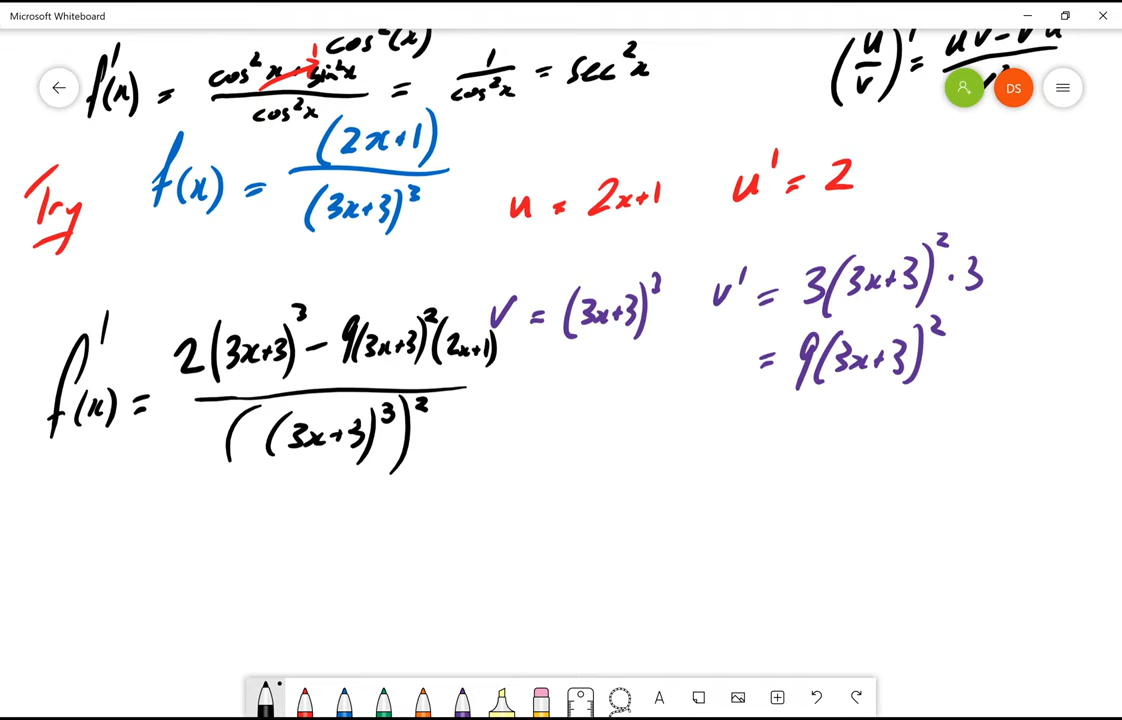 Microsoft Whiteboard
cos²(x)
f'(x) = cos²x + sin²x / cos²x = 1 / cos²x = sec²x
(u/v)' =
DS
Try
f(x) = (2x+1) / (3x+3)³
u = 2x+1
u' = 2
v = (3x+3)³
v' = 3(3x+3)² · 3
= 9(3x+3)²
f'(x) = 2(3x+3)³ − 9(3x+3)²(2x+1) / ((3x+3)³)²
A